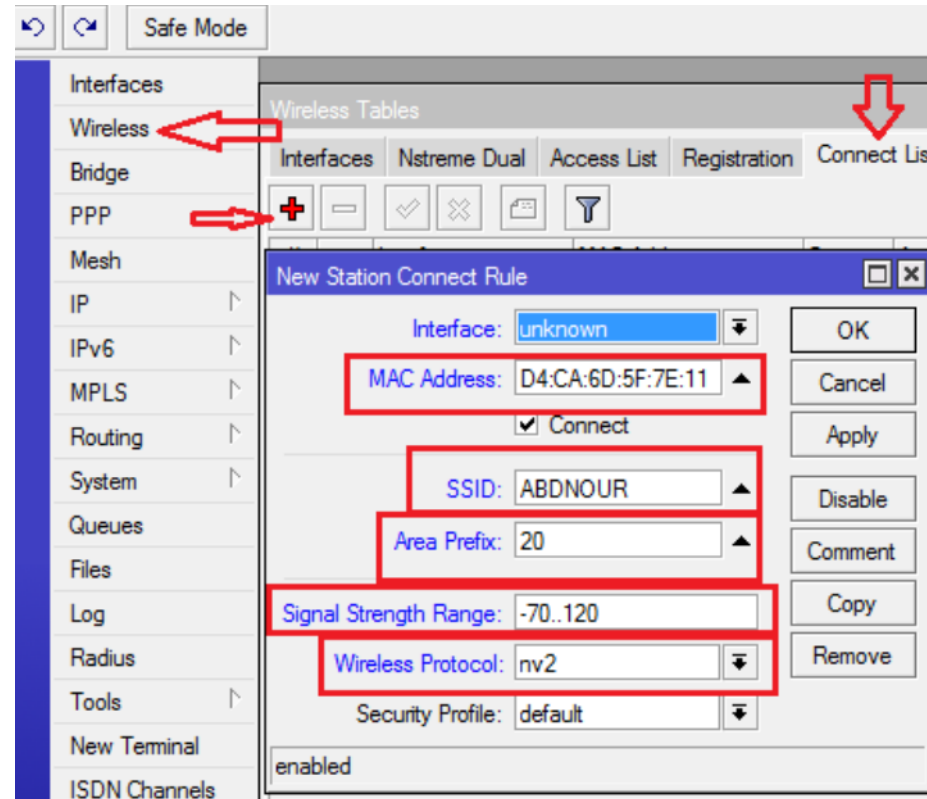 Safe Mode
Interfaces
Wireless
Bridge
PPP
Mesh
IP
IPv6
MPLS
Routing
System
Queues
Files
Log
Radius
Tools
New Terminal
ISDN Channels
Wireless Tables
Interfaces Nstreme Dual Access List Registration Connect Lis
New Station Connect Rule
Interface: unknown
MAC Address: D4:CA:6D:5F:7E:11
Connect
SSID: ABDNOUR
Area Prefix: 20
Signal Strength Range: -70..120
Wireless Protocol: nv2
Security Profile: default
enabled
OK
Cancel
Apply
Disable
Comment
Copy
Remove